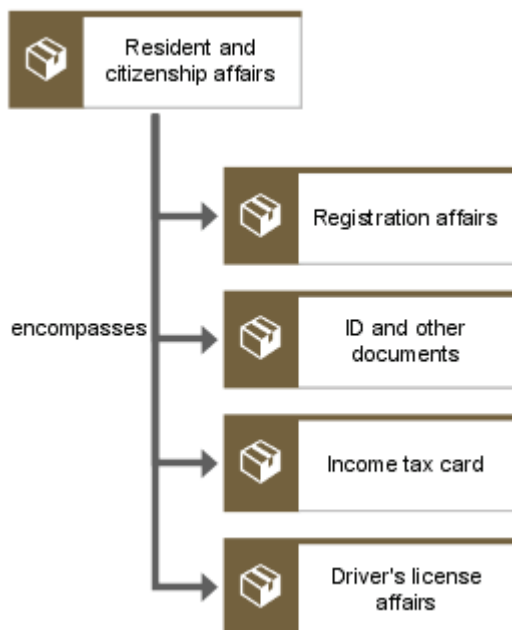 Resident and
citizenship affairs
Registration affairs
encompasses
ID and other
documents
Income tax card
Driver's license
affairs